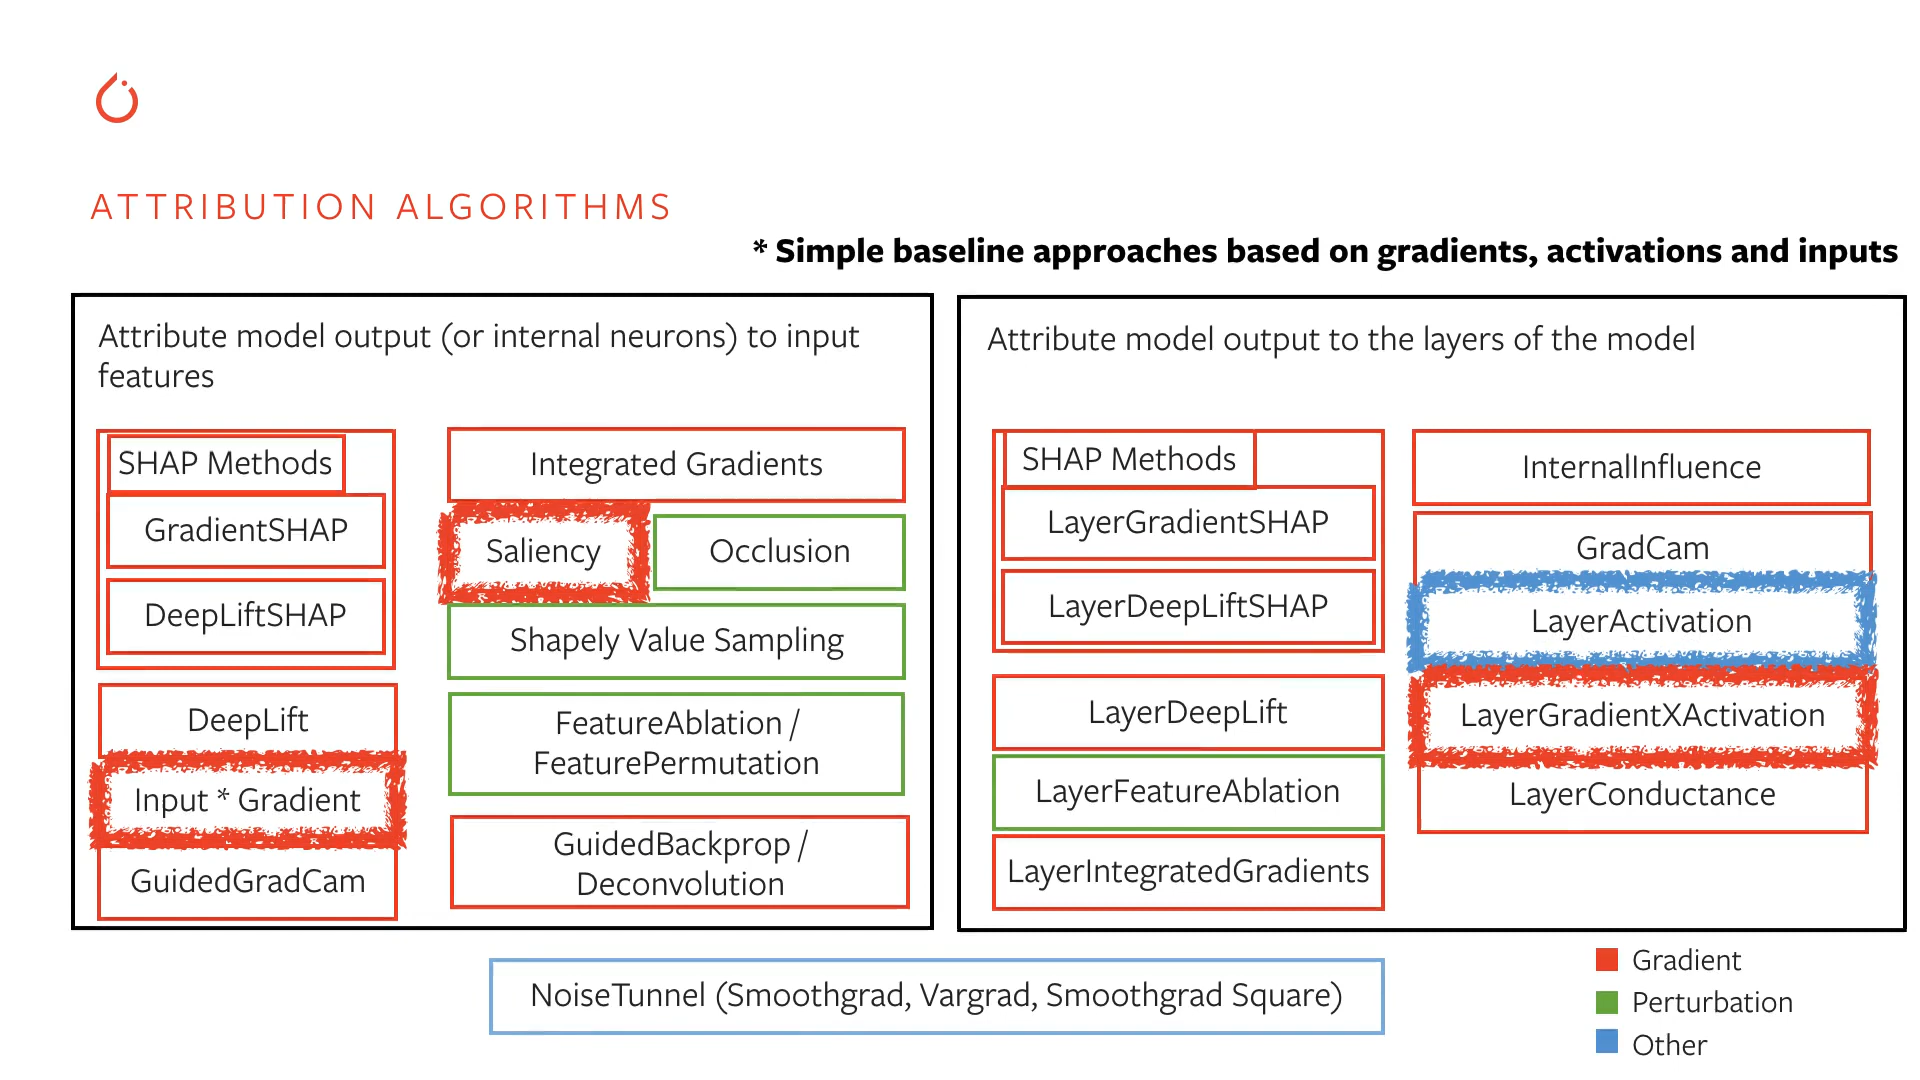 ATTRIBUTION ALGORITHMS
* Simple baseline approaches based on gradients, activations and inputs
Attribute model output (or internal neurons) to input
features
SHAP Methods
GradientSHAP
DeepLiftSHAP
DeepLift
Input * Gradient
GuidedGradCam
Integrated Gradients
Saliency
Occlusion
Shapely Value Sampling
FeatureAblation /
FeaturePermutation
GuidedBackprop /
Deconvolution
Attribute model output to the layers of the model
SHAP Methods
LayerGradientSHAP
LayerDeepLiftSHAP
LayerDeepLift
LayerFeatureAblation
LayerIntegratedGradients
InternalInfluence
GradCam
LayerActivation
LayerGradientXActivation
LayerConductance
NoiseTunnel (Smoothgrad, Vargrad, Smoothgrad Square)
Gradient
Perturbation
Other